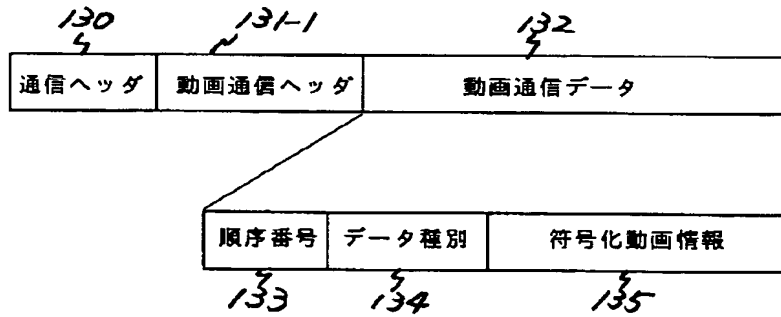 130 131-1 132
通信ヘッダ 動画通信ヘッダ 動画通信データ
順序番号 データ種別 符号化動画情報
133 134 135